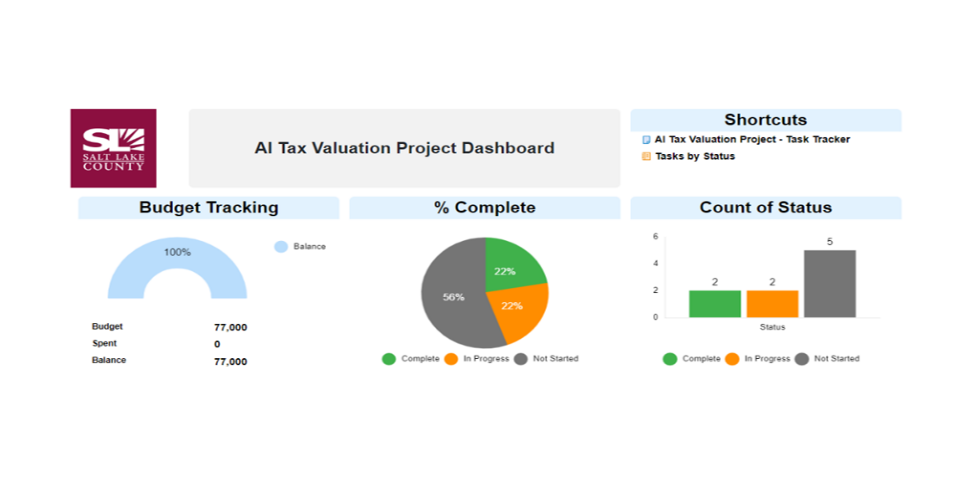 SL
SALT LAKE
COUNTY
AI Tax Valuation Project Dashboard
Shortcuts
AI Tax Valuation Project - Task Tracker
Tasks by Status
Budget Tracking
100%
Balance
Budget 77,000
Spent 0
Balance 77,000
% Complete
22%
56%
22%
Complete In Progress Not Started
Count of Status
6
5
4
2
2
2
0
Status
Complete In Progress Not Started